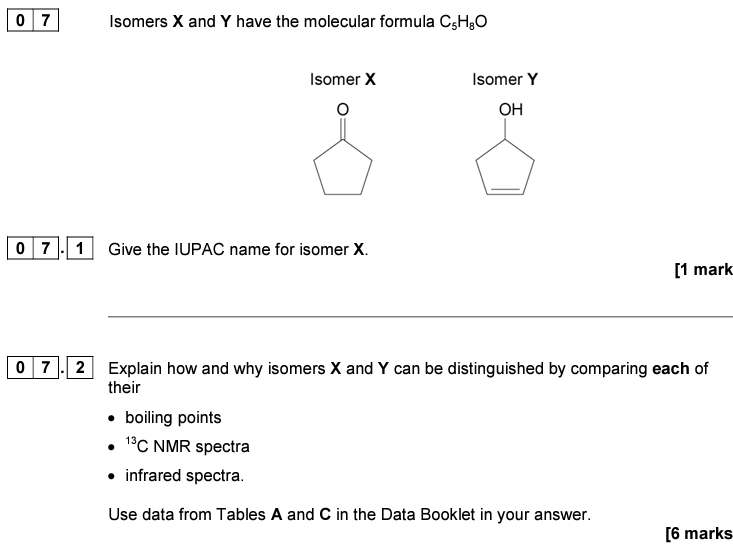 0 7 Isomers X and Y have the molecular formula C₅H₈O
Isomer X Isomer Y
O OH
0 7 . 1 Give the IUPAC name for isomer X.
[1 mark
0 7 . 2 Explain how and why isomers X and Y can be distinguished by comparing each of
their
• boiling points
• ¹³C NMR spectra
• infrared spectra.
Use data from Tables A and C in the Data Booklet in your answer.
[6 marks